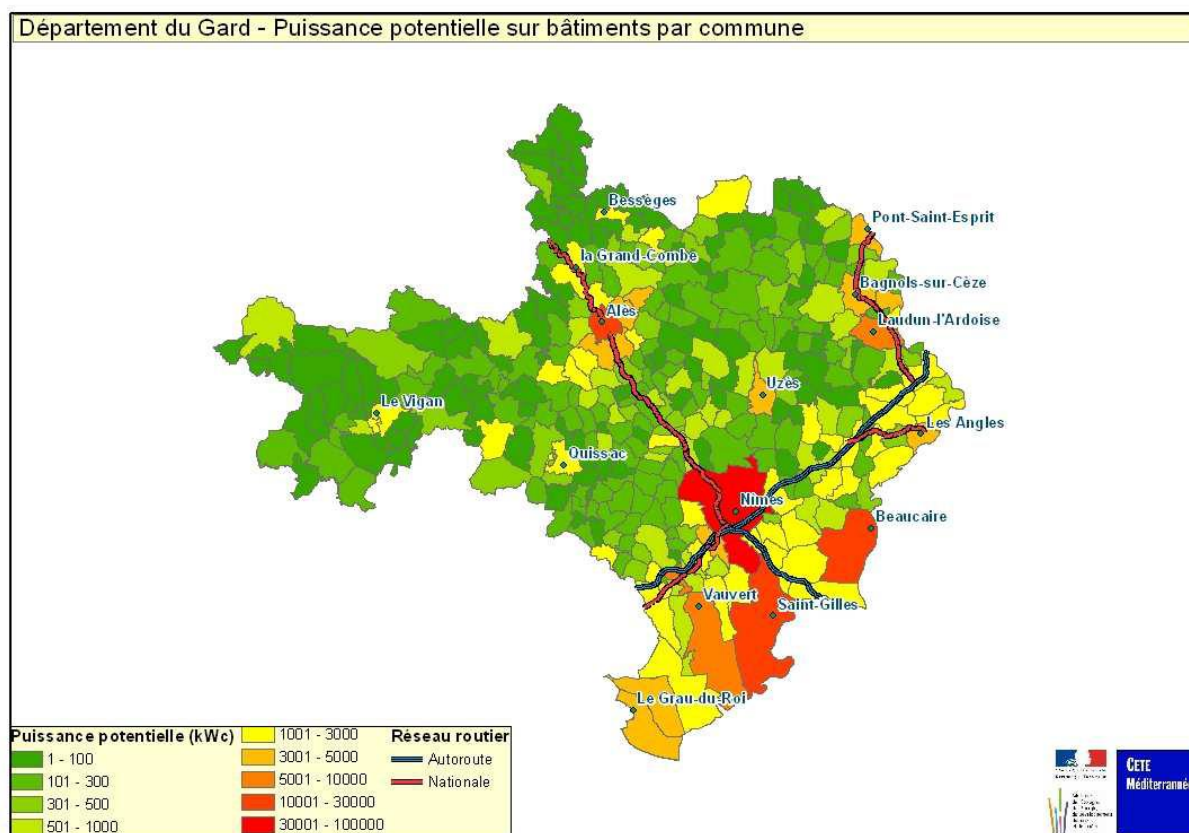 Département du Gard - Puissance potentielle sur bâtiments par commune
Bessèges
Pont-Saint-Esprit
la Grand-Combe
Bagnols-sur-Cèze
Alès
Laudun-l'Ardoise
Uzès
Le Vigan
Les Angles
Quissac
Nîmes
Beaucaire
Vauvert
Saint-Gilles
Le Grau-du-Roi
Puissance potentielle (kWc)
1 - 100
101 - 300
301 - 500
501 - 1000
1001 - 3000
3001 - 5000
5001 - 10000
10001 - 30000
30001 - 100000
Réseau routier
Autoroute
Nationale
CETE
Méditerrannée